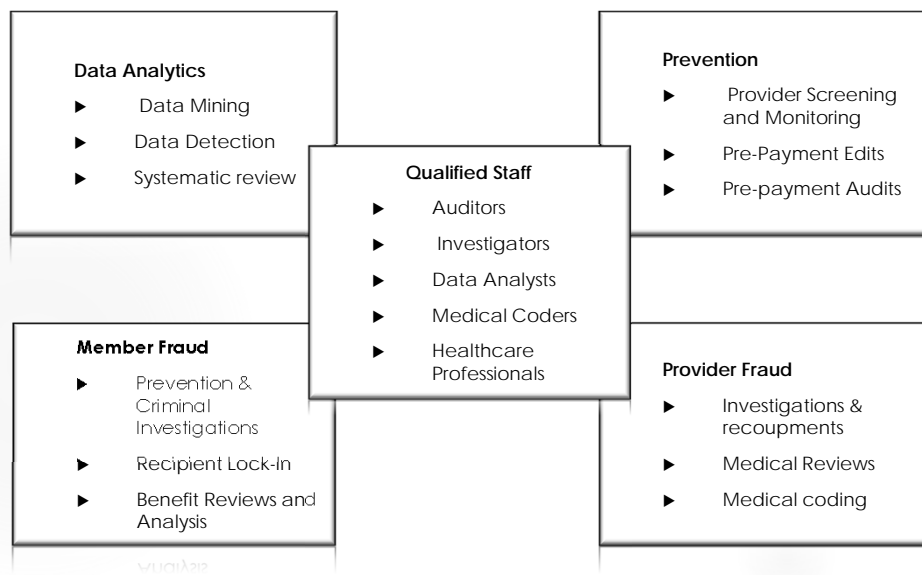 Data Analytics
► Data Mining
► Data Detection
► Systematic review
Prevention
► Provider Screening
and Monitoring
► Pre-Payment Edits
► Pre-payment Audits
Qualified Staff
► Auditors
► Investigators
► Data Analysts
► Medical Coders
► Healthcare
Professionals
Member Fraud
► Prevention &
Criminal
Investigations
► Recipient Lock-In
► Benefit Reviews and
Analysis
Provider Fraud
► Investigations &
recoupments
► Medical Reviews
► Medical coding